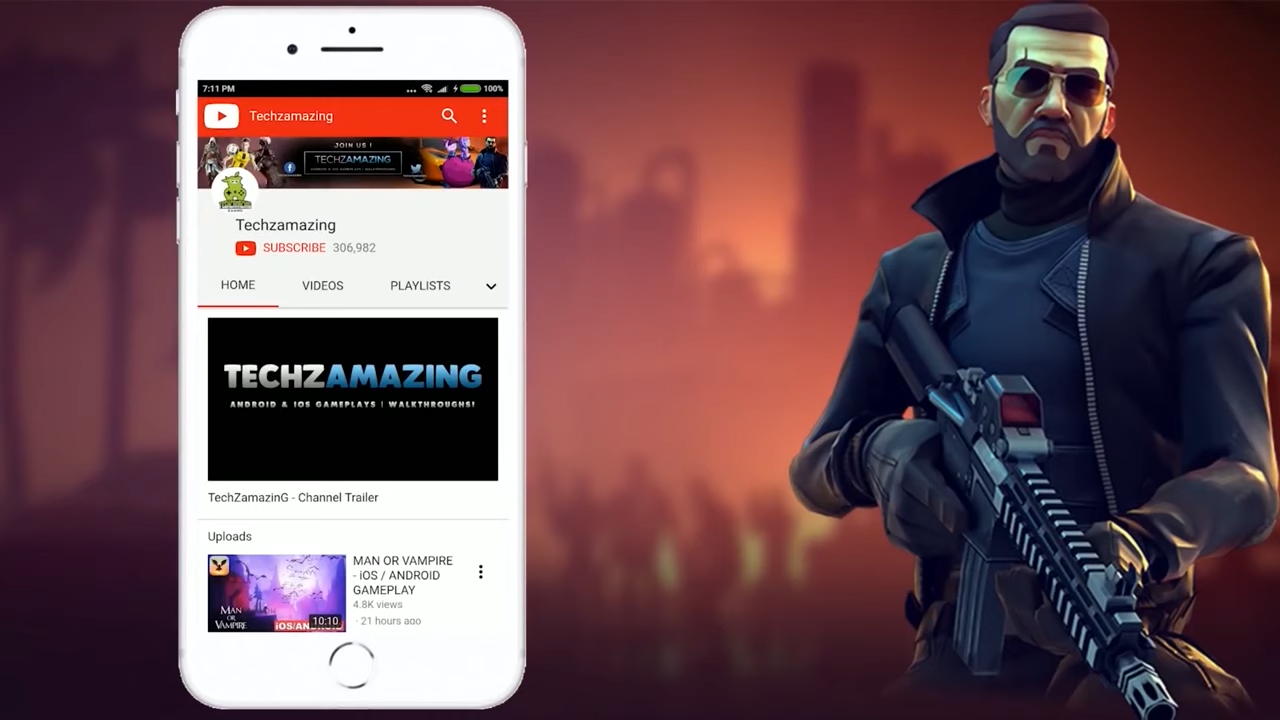 7:11 PM
100%
Techzamazing
JOIN US !
TECHZAMAZING
Techzamazing
SUBSCRIBE 306,982
HOME
VIDEOS
PLAYLISTS
TECHZAMAZING
ANDROID & IOS GAMEPLAYS | WALKTHROUGHS!
TechZamazinG - Channel Trailer
Uploads
MAN OR VAMPIRE
- iOS / ANDROID
GAMEPLAY
4.8K views
· 21 hours ago
MAN
OR
VAMPIRE
10:10